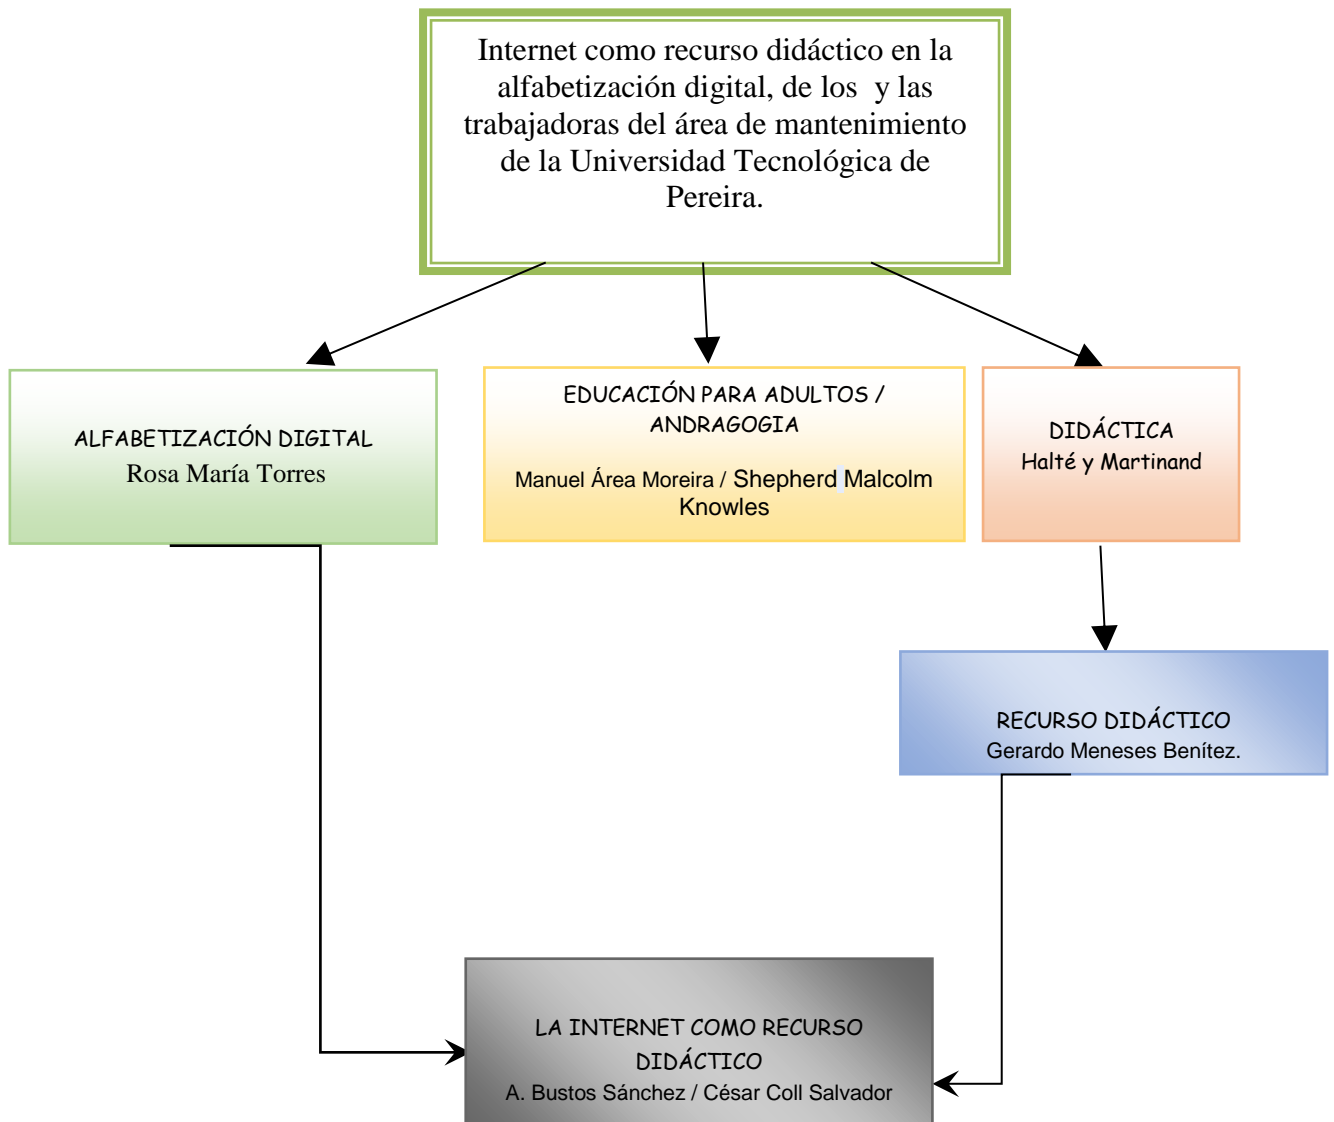 Internet como recurso didáctico en la
alfabetización digital, de los y las
trabajadoras del área de mantenimiento
de la Universidad Tecnológica de
Pereira.
ALFABETIZACIÓN DIGITAL
Rosa María Torres
EDUCACIÓN PARA ADULTOS /
ANDRAGOGIA
Manuel Área Moreira / Shepherd Malcolm
Knowles
DIDÁCTICA
Halté y Martinand
RECURSO DIDÁCTICO
Gerardo Meneses Benítez.
LA INTERNET COMO RECURSO
DIDÁCTICO
A. Bustos Sánchez / César Coll Salvador